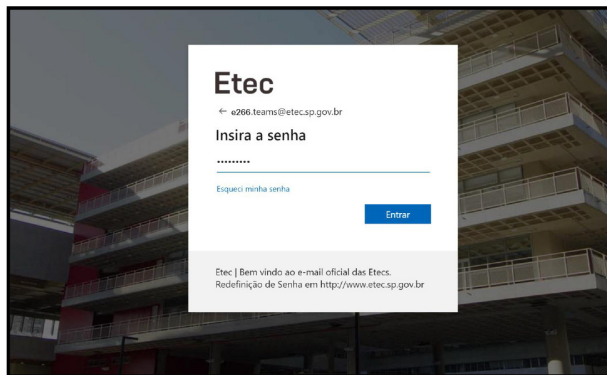 Etec
← e266.teams@etec.sp.gov.br
Insira a senha
•••••••••
Esqueci minha senha
Entrar
Etec | Bem vindo ao e-mail oficial das Etecs.
Redefinição de Senha em http://www.etec.sp.gov.br